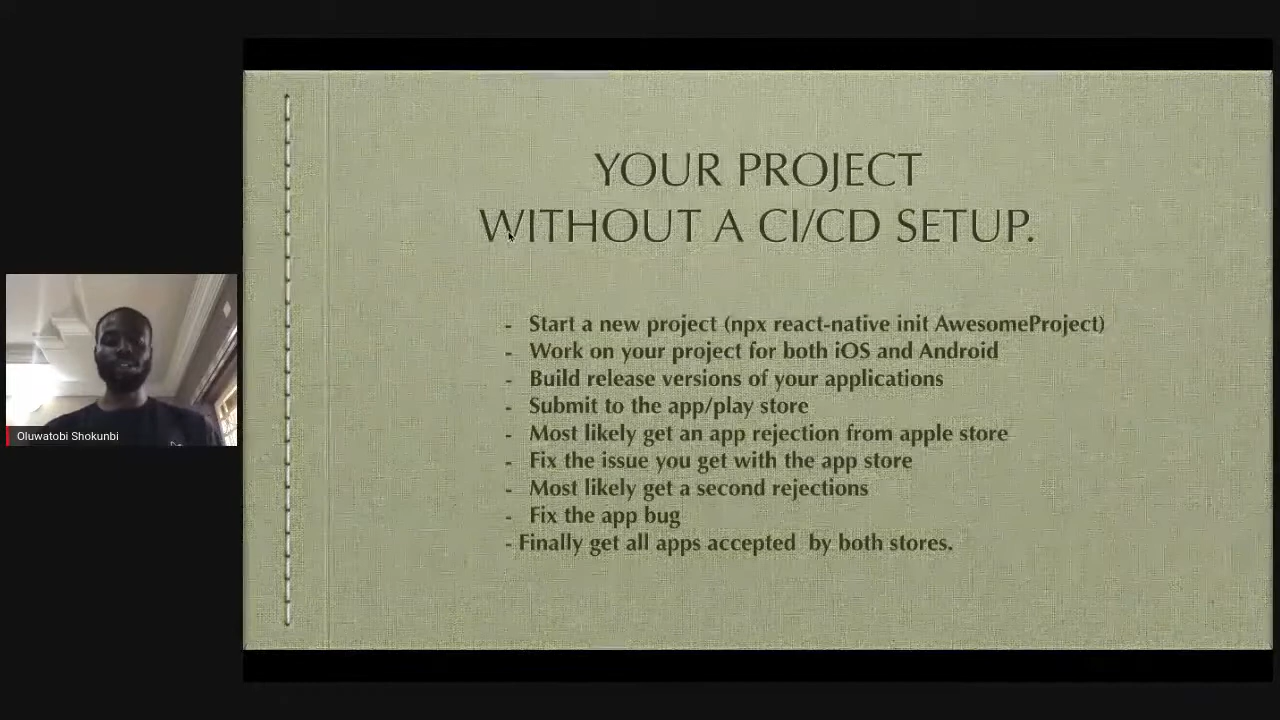 YOUR PROJECT
WITHOUT A CI/CD SETUP.
- Start a new project (npx react-native init AwesomeProject)
- Work on your project for both iOS and Android
- Build release versions of your applications
- Submit to the app/play store
- Most likely get an app rejection from apple store
- Fix the issue you get with the app store
- Most likely get a second rejections
- Fix the app bug
- Finally get all apps accepted  by both stores.
Oluwatobi Shokunbi